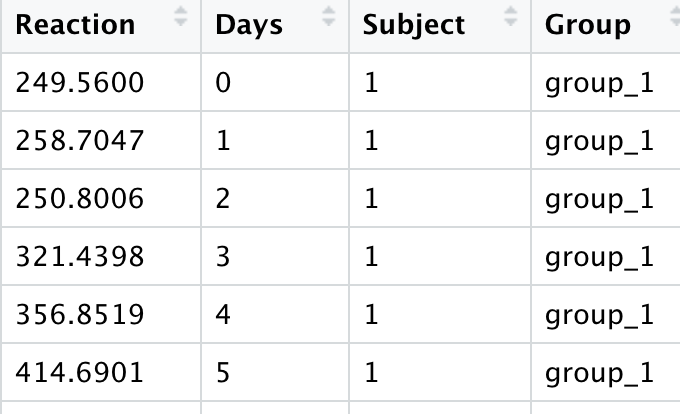 Reaction Days Subject Group
249.5600 0 1 group_1
258.7047 1 1 group_1
250.8006 2 1 group_1
321.4398 3 1 group_1
356.8519 4 1 group_1
414.6901 5 1 group_1